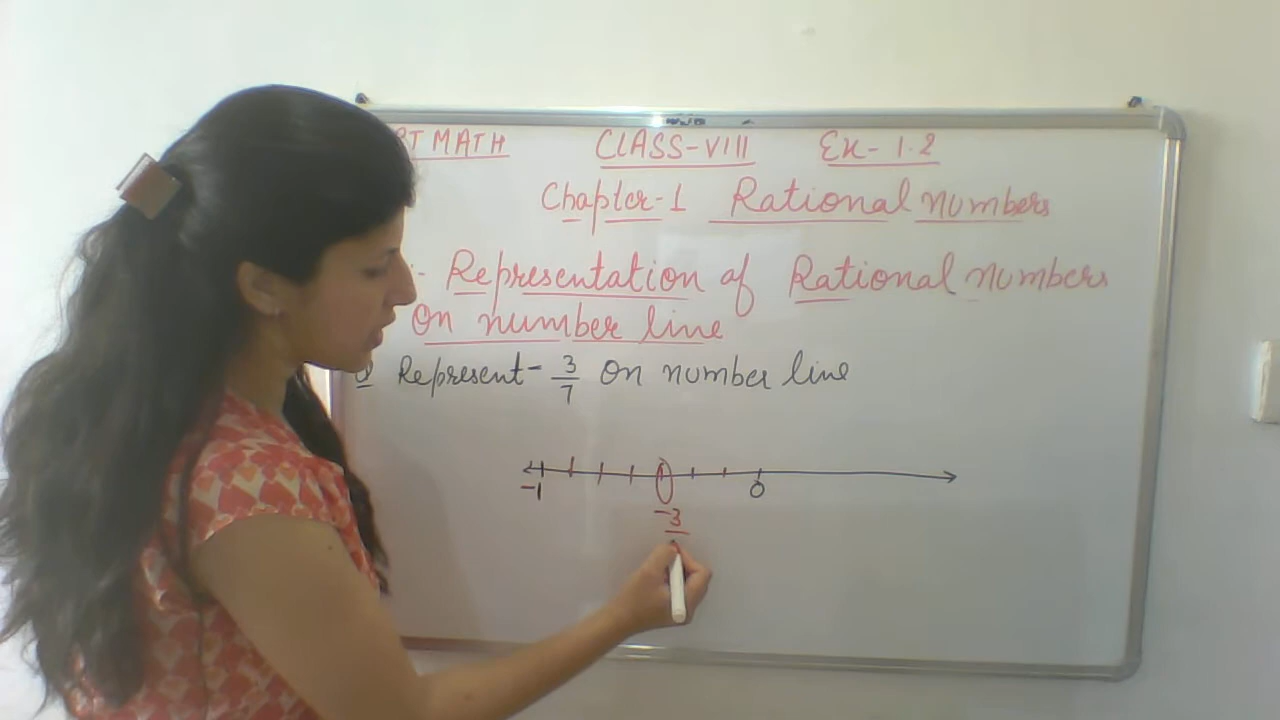 MATH CLASS-VIII Ex-1.2
Chapter-1 Rational numbers
Representation of Rational numbers
On number line
Q Represent -3/7 on number line
-1 0
-3